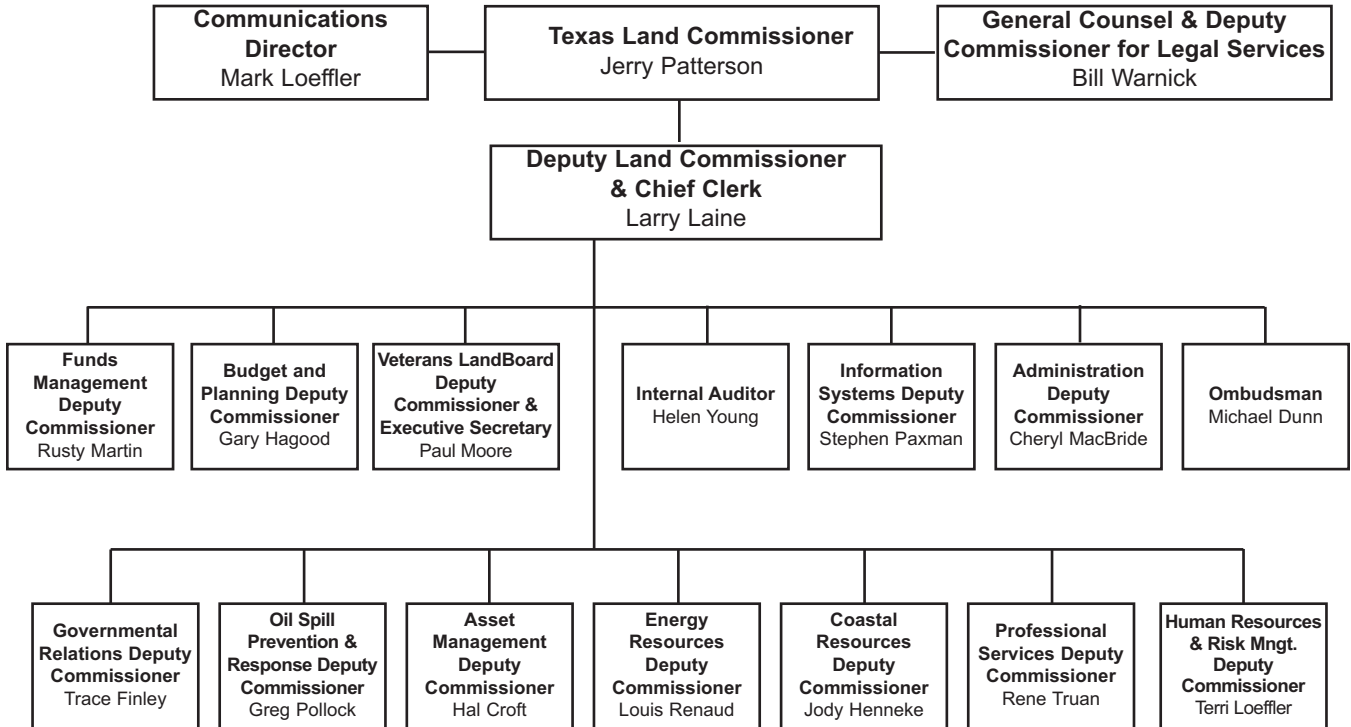 Communications
Director
Mark Loeffler
Texas Land Commissioner
Jerry Patterson
General Counsel & Deputy
Commissioner for Legal Services
Bill Warnick
Deputy Land Commissioner
& Chief Clerk
Larry Laine
Funds
Management
Deputy
Commissioner
Rusty Martin
Budget and
Planning Deputy
Commissioner
Gary Hagood
Veterans LandBoard
Deputy
Commissioner &
Executive Secretary
Paul Moore
Internal Auditor
Helen Young
Information
Systems Deputy
Commissioner
Stephen Paxman
Administration
Deputy
Commissioner
Cheryl MacBride
Ombudsman
Michael Dunn
Governmental
Relations Deputy
Commissioner
Trace Finley
Oil Spill
Prevention &
Response Deputy
Commissioner
Greg Pollock
Asset
Management
Deputy
Commissioner
Hal Croft
Energy
Resources
Deputy
Commissioner
Louis Renaud
Coastal
Resources
Deputy
Commissioner
Jody Henneke
Professional
Services Deputy
Commissioner
Rene Truan
Human Resources
& Risk Mngt.
Deputy
Commissioner
Terri Loeffler